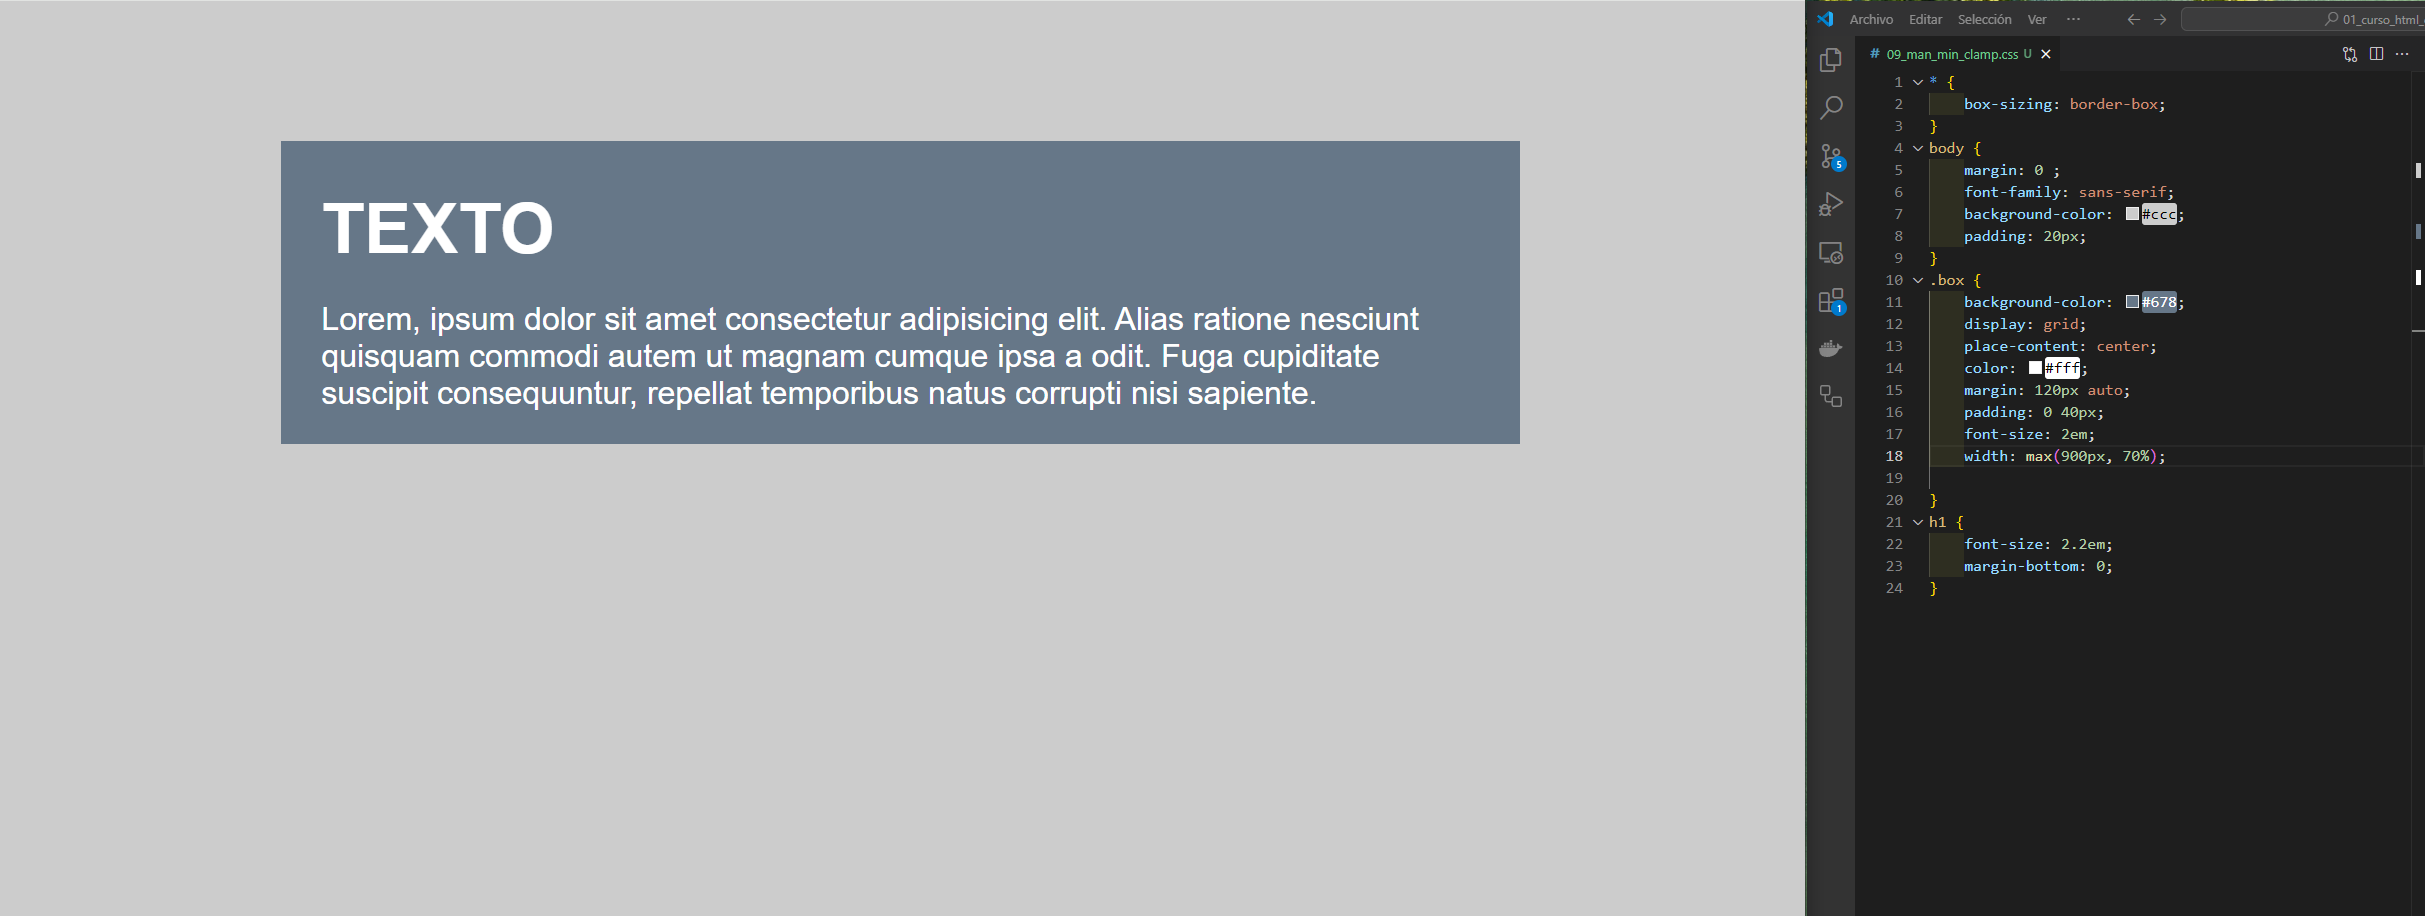 TEXTO
Lorem, ipsum dolor sit amet consectetur adipisicing elit. Alias ratione nesciunt
quisquam commodi autem ut magnam cumque ipsa a odit. Fuga cupiditate
suscipit consequuntur, repellat temporibus natus corrupti nisi sapiente.
Archivo Editar Selección Ver ··· 01_curso_html_
# 09_man_min_clamp.css U
5
1
1 * {
2 box-sizing: border-box;
3 }
4 body {
5 margin: 0 ;
6 font-family: sans-serif;
7 background-color: #ccc;
8 padding: 20px;
9 }
10 .box {
11 background-color: #678;
12 display: grid;
13 place-content: center;
14 color: #fff;
15 margin: 120px auto;
16 padding: 0 40px;
17 font-size: 2em;
18 width: max(900px, 70%);
19
20 }
21 h1 {
22 font-size: 2.2em;
23 margin-bottom: 0;
24 }